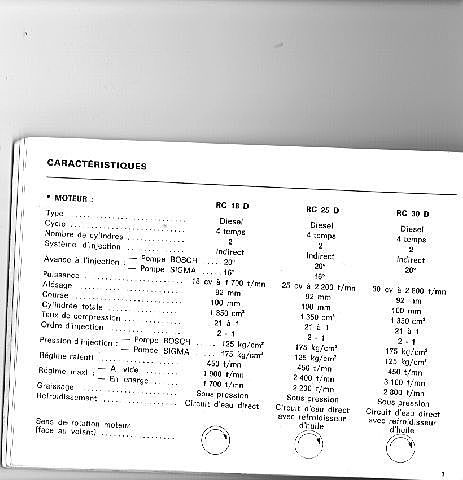 CARACTÉRISTIQUES
• MOTEUR :
RC 18 D RC 25 D RC 30 D
Type ........ Diesel Diesel Diesel
Cycle ........ 4 temps 4 temps 4 temps
Nombre de cylindres ........ 2 2 2
Système d'injection ........ Indirect Indirect Indirect
Avance à l'injection : — Pompe BOSCH .... 20° 20° 20°
— Pompe SIGMA .... 16° 16°
Puissance ........ 18 cv à 1 700 t/mn 25 cv à 2 200 t/mn 30 cv à 2 800 t/mn
Alésage ........ 92 mm 92 mm 92 mm
Course ........ 100 mm 100 mm 100 mm
Cylindrée totale ........ 1 350 cm³ 1 350 cm³ 1 350 cm³
Taux de compression ........ 21 à 1 21 à 1 21 à 1
Ordre d'injection ........ 2 - 1 2 - 1 2 - 1
Pression d'injection : — Pompe BOSCH .... 125 kg/cm² 175 kg/cm² 175 kg/cm²
— Pompe SIGMA .... 175 kg/cm² 125 kg/cm² 125 kg/cm²
Régime ralenti ........ 450 t/mn 450 t/mn 450 t/mn
Régime maxi : — A vide ........ 1 900 t/mn 2 400 t/mn 3 100 t/mn
— En charge ........ 1 700 t/mn 2 200 t/mn 2 800 t/mn
Graissage ........ Sous pression Sous pression Sous pression
Refroidissement ........ Circuit d'eau direct Circuit d'eau direct Circuit d'eau direct
avec refroidisseur avec refroidisseur
d'huile d'huile
Sens de rotation moteur
(face au volant) ........